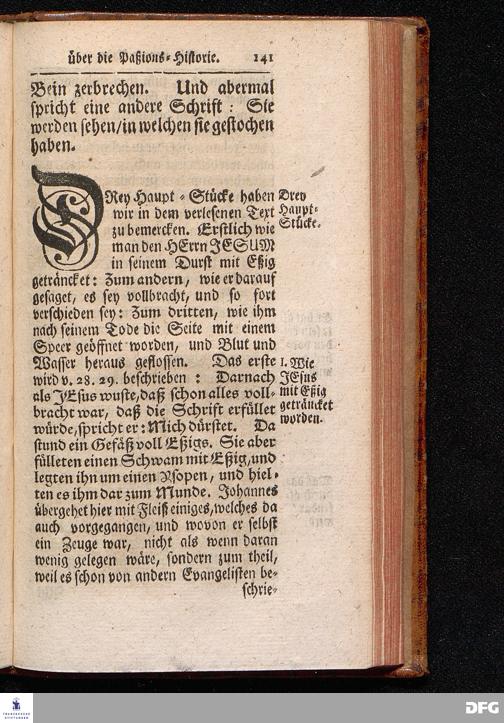 über die Paßions-Historie. 141
Bein zerbrechen. Und abermal
spricht eine andere Schrift: Sie
werden sehen/in welchen sie gestochen
haben.
DRey Haupt-Stücke haben
wir in dem verlesenen Text
zu bemercken. Erstlich wie
man den HErrn JESUM
in seinem Durst mit Eßig
geträncket: Zum andern, wie er darauf
gesaget, es sey vollbracht, und so fort
verschieden sey: Zum dritten, wie ihm
nach seinem Tode die Seite mit einem
Speer geöffnet worden, und Blut und
Wasser heraus geflossen. Das erste
wird v. 28. 29. beschrieben: Darnach
als JEsus wuste, daß schon alles voll-
bracht war, daß die Schrift erfüllet
würde, spricht er: Mich dürstet. Da
stund ein Gefäß voll Eßigs. Sie aber
fülleten einen Schwam mit Eßig, und
legten ihn um einen Ysopen, und hiel-
ten es ihm dar zum Munde. Johannes
übergehet hier mit Fleiß einiges, welches da
auch vorgegangen, und wovon er selbst
ein Zeuge war, nicht als wenn daran
wenig gelegen wäre, sondern zum theil,
weil es schon von andern Evangelisten be-
schrie-
Drey
Haupt-
Stücke.
1. Wie
JEsus
mit Eßig
geträncket
worden.
FRANCKESCHE
STIFTUNGEN
DFG